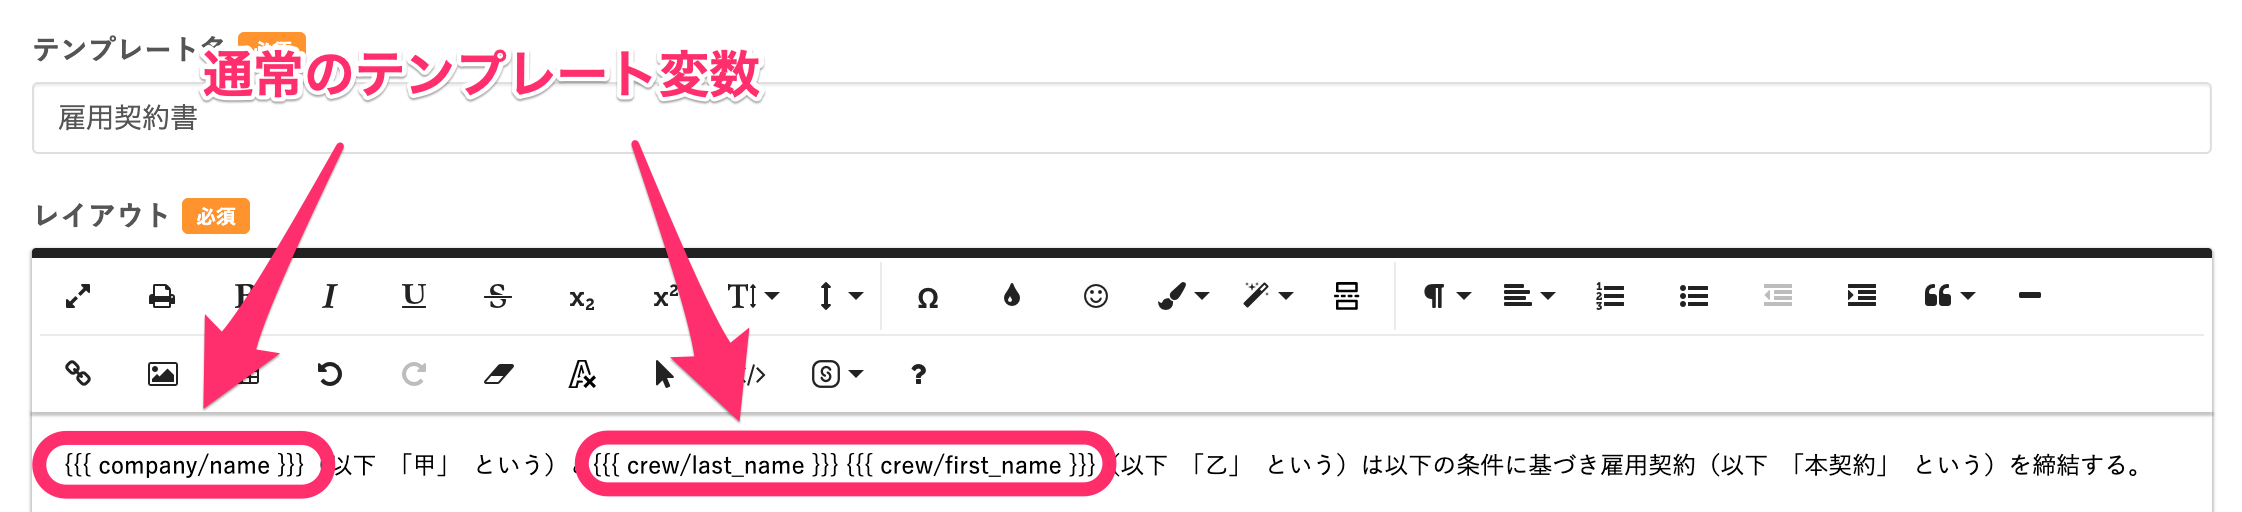 テンプレート名 必須
通常のテンプレート変数
雇用契約書
レイアウト 必須
{{{ company/name }}} (以下 「甲」 という) と {{{ crew/last_name }}} {{{ crew/first_name }}} (以下 「乙」 という) は以下の条件に基づき雇用契約 (以下 「本契約」 という) を締結する。